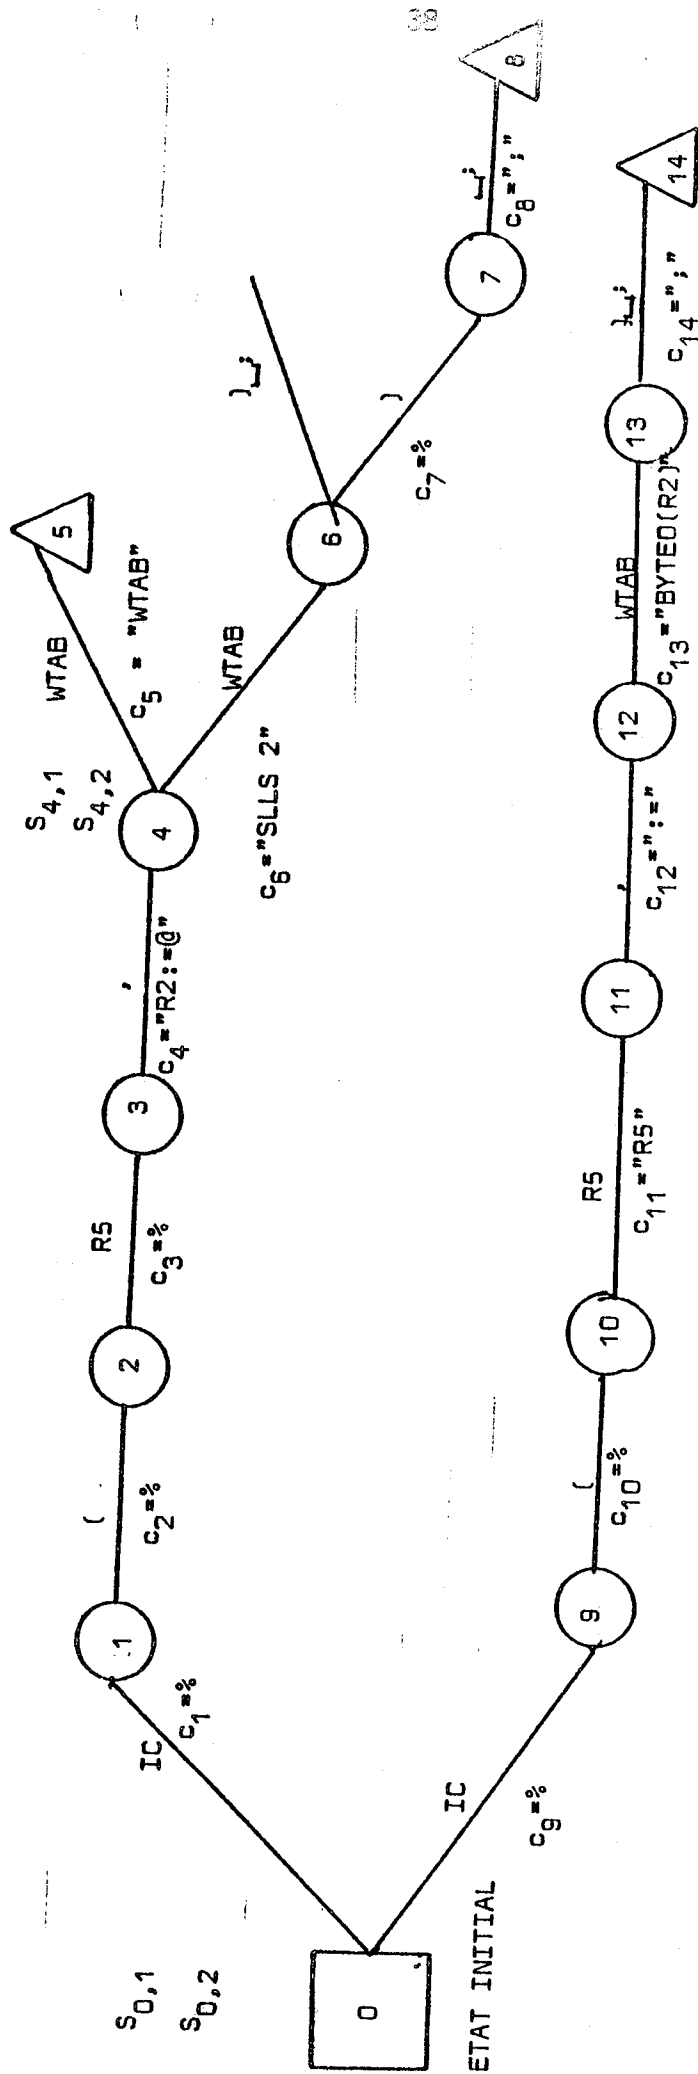 38
S0,1
S0,2
0
ETAT INITIAL
IC
c1=%
1
(
c2=%
2
R5
c3=%
3
,
c4="R2:=@"
S4,1
S4,2
4
WTAB
c5 = "WTAB"
5
WTAB
c6="SLLS 2"
6
)␣;
)
c7=%
7
␣;
c8=";"
8
IC
c9=%
9
(
c10=%
10
R5
c11="R5"
11
,
c12=":="
12
WTAB
c13="BYTE0(R2)"
13
)␣;
c14=";"
14